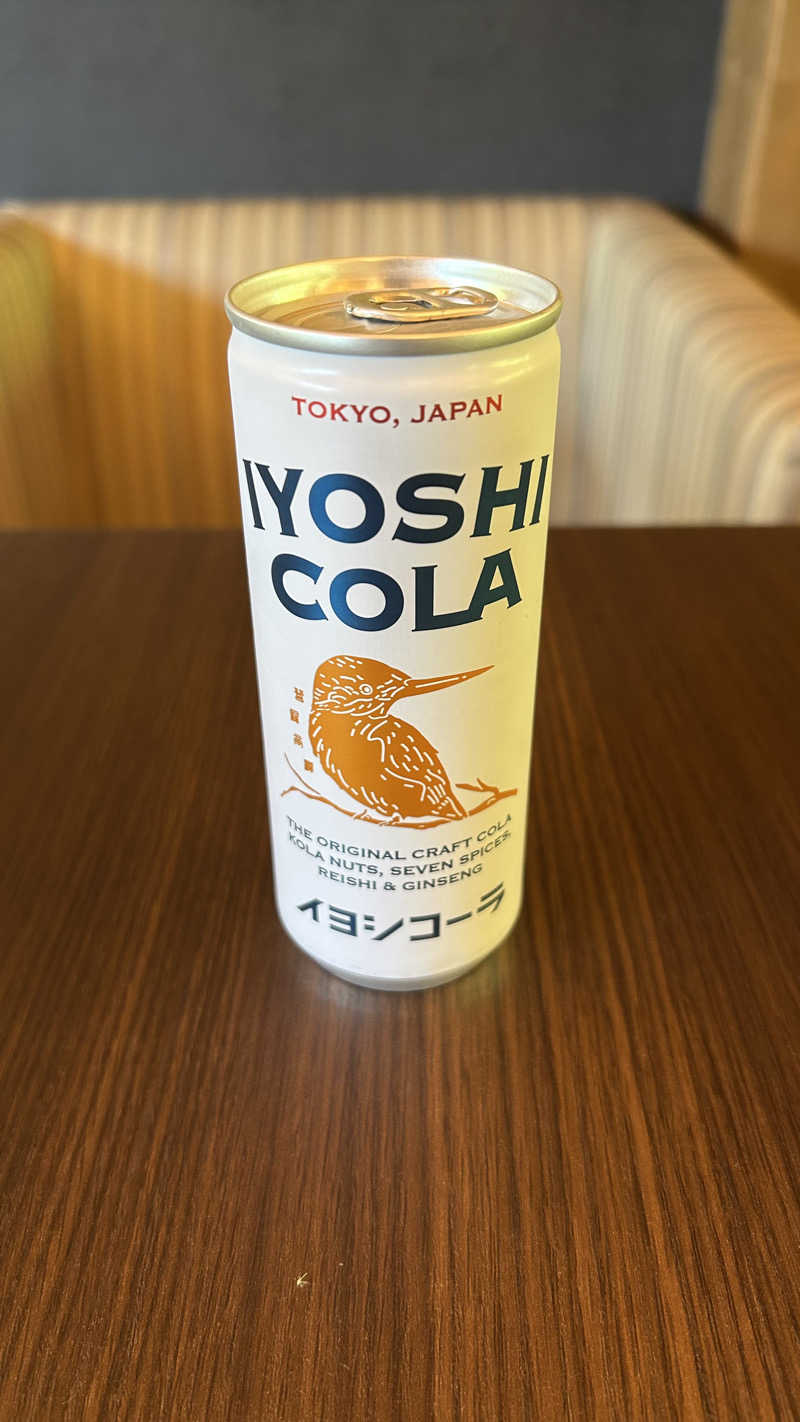 TOKYO, JAPAN
IYOSHI
COLA
THE ORIGINAL CRAFT COLA
KOLA NUTS, SEVEN SPICES,
REISHI & GINSENG
イヨシコーラ